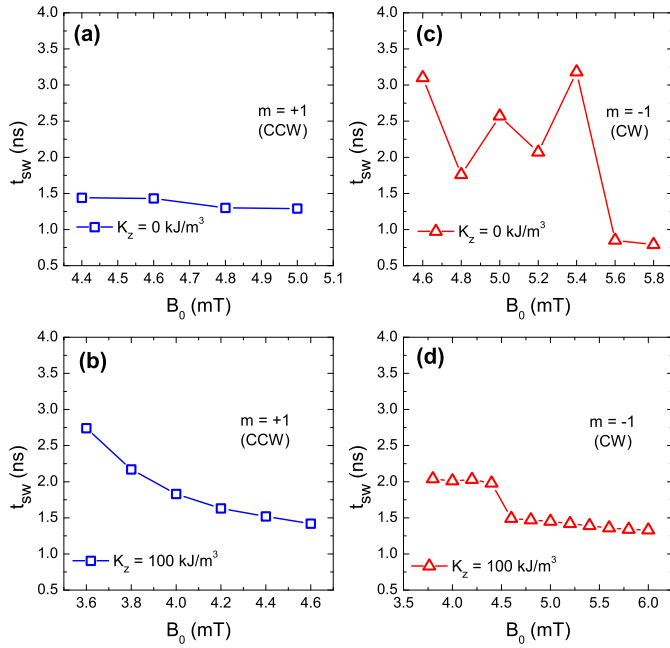 (a)
4.0
3.5
3.0
2.5
2.0
1.5
1.0
0.5
t_sw (ns)
m = +1
(CCW)
K_z = 0 kJ/m³
4.4 4.5 4.6 4.7 4.8 4.9 5.0 5.1
B_0 (mT)
(c)
4.0
3.5
3.0
2.5
2.0
1.5
1.0
0.5
t_sw (ns)
m = -1
(CW)
K_z = 0 kJ/m³
4.6 4.8 5.0 5.2 5.4 5.6 5.8
B_0 (mT)
(b)
4.0
3.5
3.0
2.5
2.0
1.5
1.0
0.5
t_sw (ns)
m = +1
(CCW)
K_z = 100 kJ/m³
3.6 3.8 4.0 4.2 4.4 4.6
B_0 (mT)
(d)
4.0
3.5
3.0
2.5
2.0
1.5
1.0
0.5
t_sw (ns)
m = -1
(CW)
K_z = 100 kJ/m³
3.5 4.0 4.5 5.0 5.5 6.0
B_0 (mT)